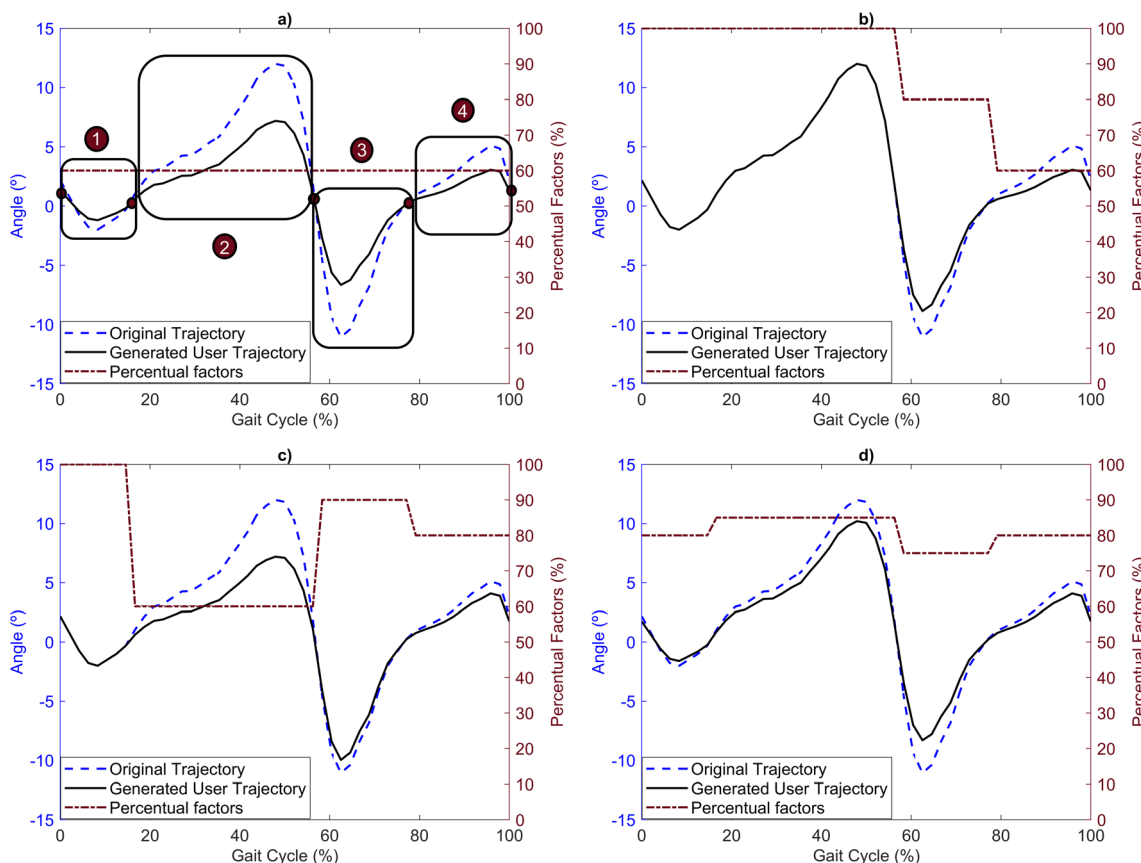 a)
b)
15
10
5
0
-5
-10
-15
Angle (º)
100
90
80
70
60
50
40
30
20
10
0
Percentual Factors (%)
1
2
3
4
Original Trajectory
Generated User Trajectory
Percentual factors
0 20 40 60 80 100
Gait Cycle (%)
15
10
5
0
-5
-10
-15
Angle (º)
100
90
80
70
60
50
40
30
20
10
0
Percentual Factors (%)
Original Trajectory
Generated User Trajectory
Percentual factors
0 20 40 60 80 100
Gait Cycle (%)
c)
d)
15
10
5
0
-5
-10
-15
Angle (º)
100
90
80
70
60
50
40
30
20
10
0
Percentual Factors (%)
Original Trajectory
Generated User Trajectory
Percentual factors
0 20 40 60 80 100
Gait Cycle (%)
15
10
5
0
-5
-10
-15
Angle (º)
100
90
80
70
60
50
40
30
20
10
0
Percentual Factors (%)
Original Trajectory
Generated User Trajectory
Percentual factors
0 20 40 60 80 100
Gait Cycle (%)